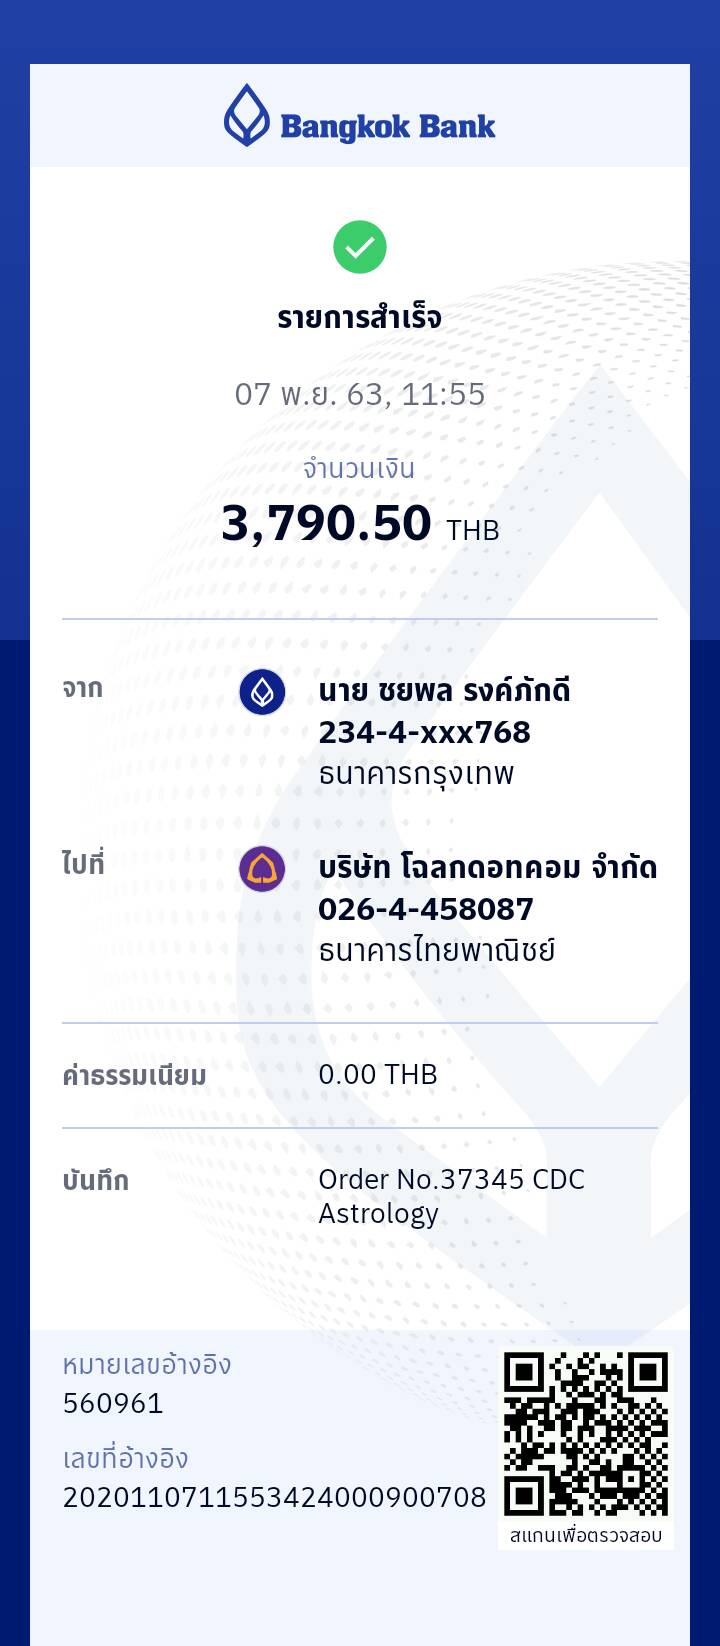 Bangkok Bank
รายการสำเร็จ
07 พ.ย. 63, 11:55
จำนวนเงิน
3,790.50 THB
จาก
นาย ชยพล รงค์ภักดี
234-4-xxx768
ธนาคารกรุงเทพ
ไปที่
บริษัท โฉลกดอทคอม จำกัด
026-4-458087
ธนาคารไทยพาณิชย์
ค่าธรรมเนียม 0.00 THB
บันทึก Order No.37345 CDC
Astrology
หมายเลขอ้างอิง
560961
เลขที่อ้างอิง
2020110711553424000900708
สแกนเพื่อตรวจสอบ